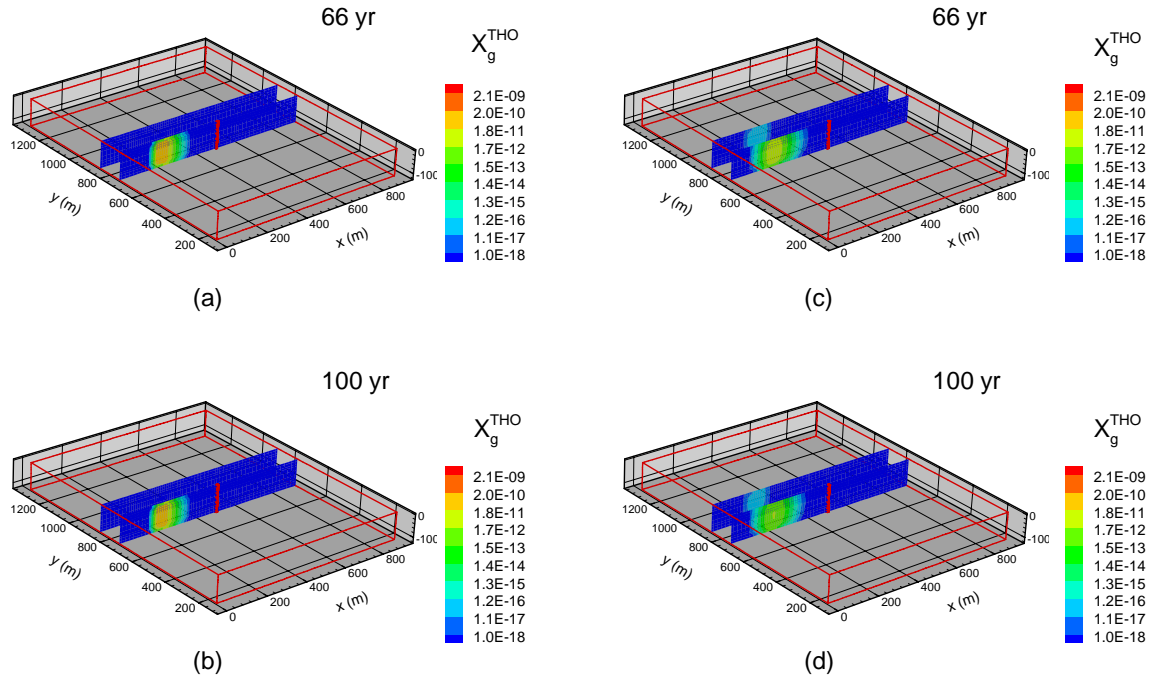 66 yr
X_g^THO
2.1E-09
2.0E-10
1.8E-11
1.7E-12
1.5E-13
1.4E-14
1.3E-15
1.2E-16
1.1E-17
1.0E-18
0
-100
1200
1000
800
600
400
200
y (m)
0
200
400
600
800
x (m)
(a)
66 yr
X_g^THO
2.1E-09
2.0E-10
1.8E-11
1.7E-12
1.5E-13
1.4E-14
1.3E-15
1.2E-16
1.1E-17
1.0E-18
0
-100
1200
1000
800
600
400
200
y (m)
0
200
400
600
800
x (m)
(c)
100 yr
X_g^THO
2.1E-09
2.0E-10
1.8E-11
1.7E-12
1.5E-13
1.4E-14
1.3E-15
1.2E-16
1.1E-17
1.0E-18
0
-100
1200
1000
800
600
400
200
y (m)
0
200
400
600
800
x (m)
(b)
100 yr
X_g^THO
2.1E-09
2.0E-10
1.8E-11
1.7E-12
1.5E-13
1.4E-14
1.3E-15
1.2E-16
1.1E-17
1.0E-18
0
-100
1200
1000
800
600
400
200
y (m)
0
200
400
600
800
x (m)
(d)